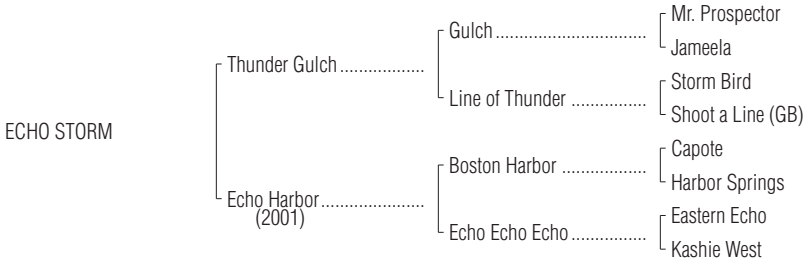 Mr. Prospector
Gulch ................................
Jameela
Thunder Gulch ..................
Storm Bird
Line of Thunder ................
Shoot a Line (GB)
ECHO STORM
Capote
Boston Harbor ..................
Harbor Springs
Echo Harbor ......................
(2001)
Eastern Echo
Echo Echo Echo ................
Kashie West